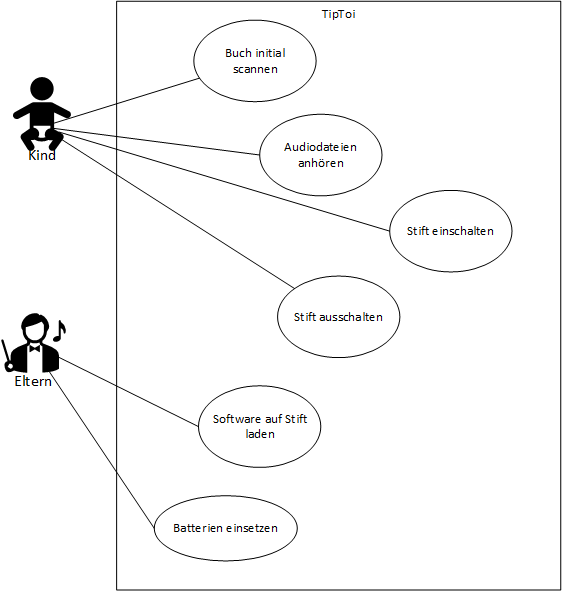 TipToi
Buch initial
scannen
Audiodateien
anhören
Kind
Stift einschalten
Stift ausschalten
Eltern
Software auf Stift
laden
Batterien einsetzen